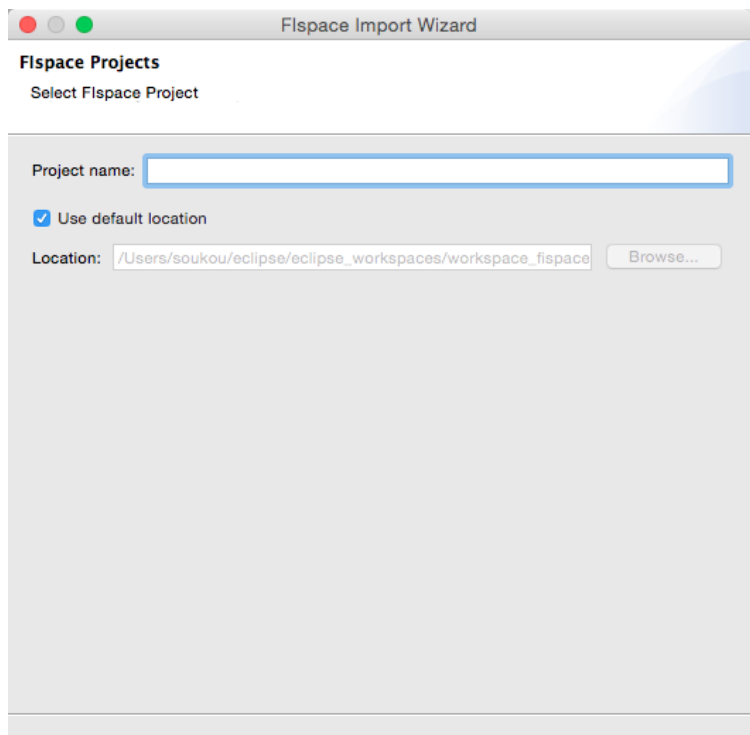 FIspace Import Wizard
FIspace Projects
Select FIspace Project
Project name:
Use default location
Location: /Users/soukou/eclipse/eclipse_workspaces/workspace_fispace Browse...